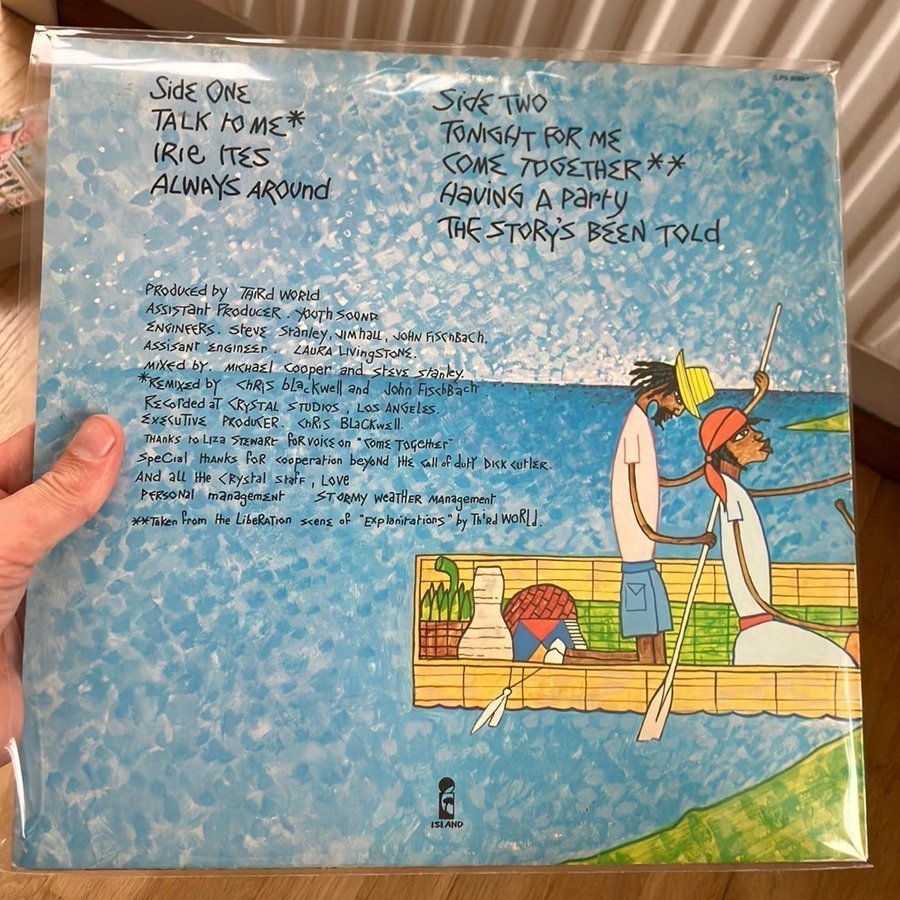 Side One
Talk to me*
Irie Ites
Always Around
Side Two
Tonight for me
Come Together**
Having a Party
The Story's Been Told
Produced by Third World
Assistant Producer. Youth Sound
Engineers. Steve Stanley, Jim Hall, John Fischbach.
Assisant Engineer. Laura Livingstone.
Mixed by. Michael Cooper and Steve Stanley.
*Remixed by Chris Blackwell and John Fischbach
Recorded at Crystal Studios, Los Angeles.
Executive Producer. Chris Blackwell.
Thanks to Liza Stewart for voice on "Come Together"
Special thanks for cooperation beyond the call of duty Dick Cutler.
And all the Crystal Staff, Love
Personal management Stormy Weather Management
**Taken from the Liberation scene of "Explanitations" by Third World.
ISLAND